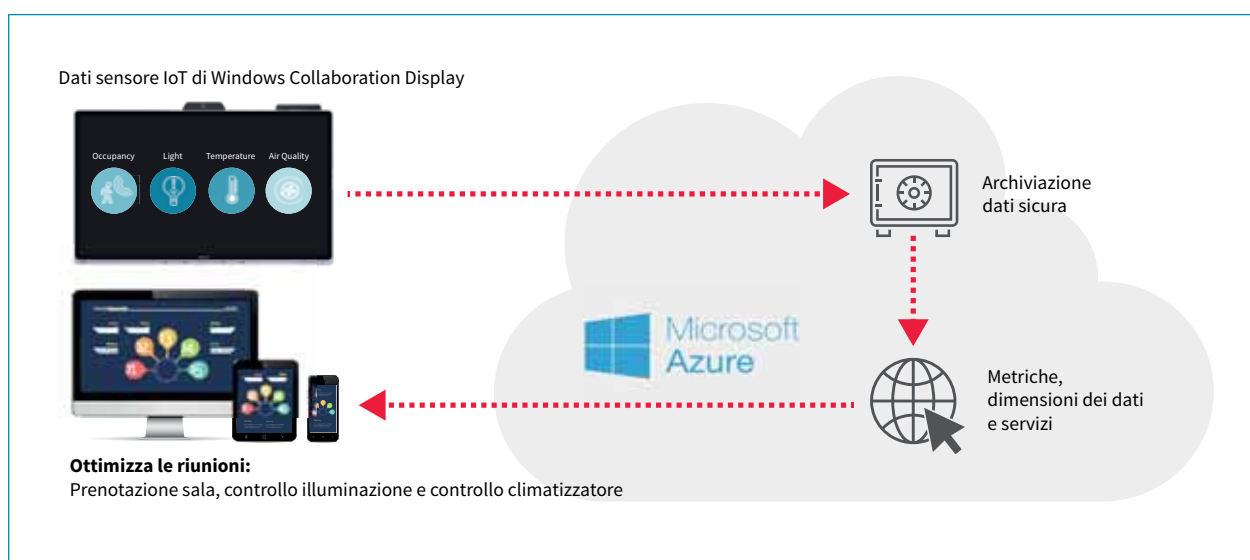 Dati sensore IoT di Windows Collaboration Display
Occupancy Light Temperature Air Quality
Archiviazione
dati sicura
Microsoft
Azure
Metriche,
dimensioni dei dati
e servizi
Ottimizza le riunioni:
Prenotazione sala, controllo illuminazione e controllo climatizzatore